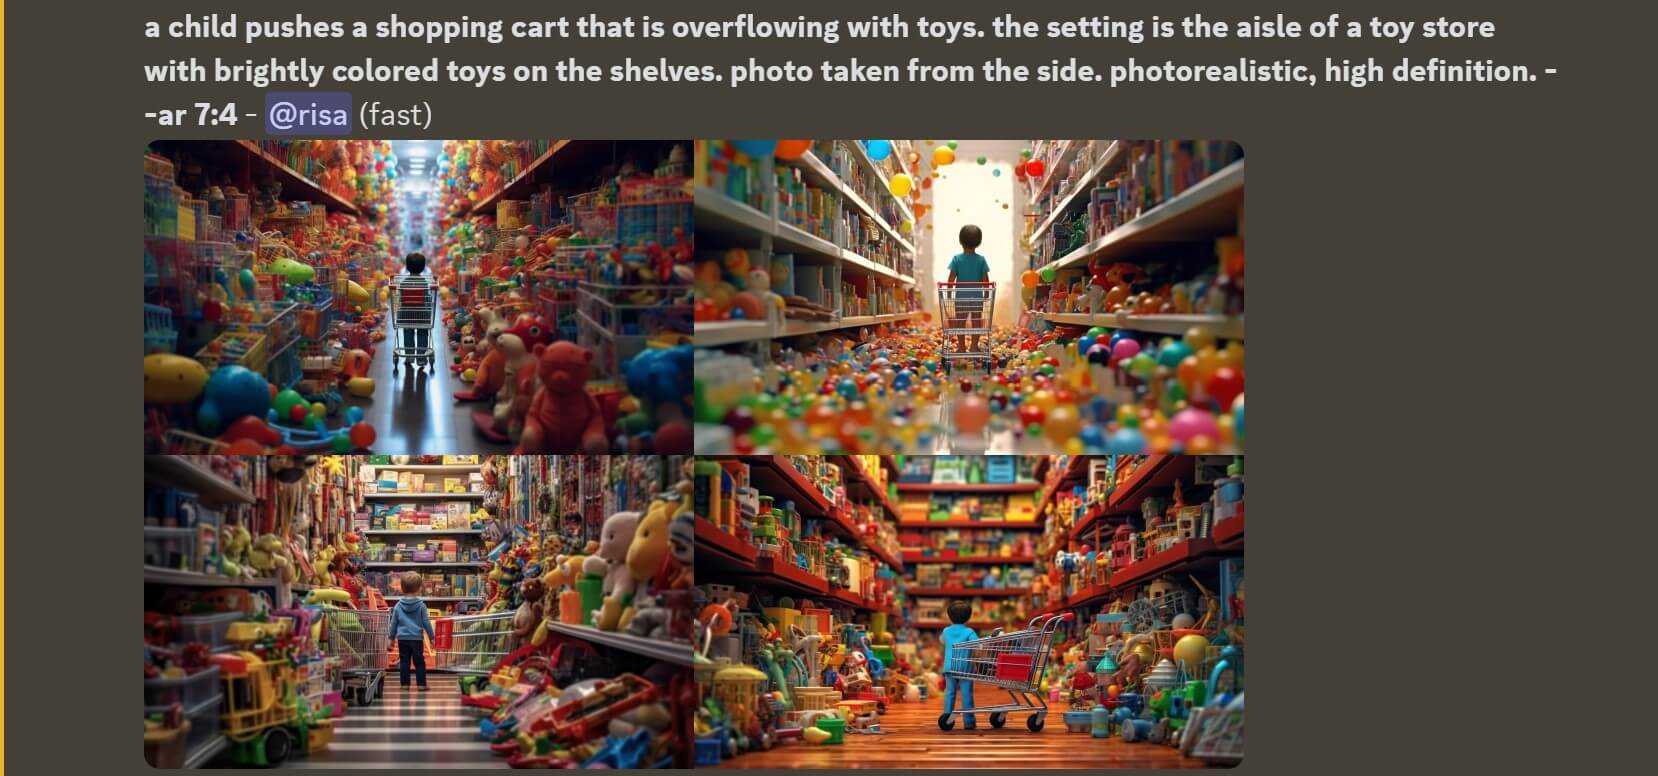 a child pushes a shopping cart that is overflowing with toys. the setting is the aisle of a toy store
with brightly colored toys on the shelves. photo taken from the side. photorealistic, high definition. -
-ar 7:4 - @risa (fast)